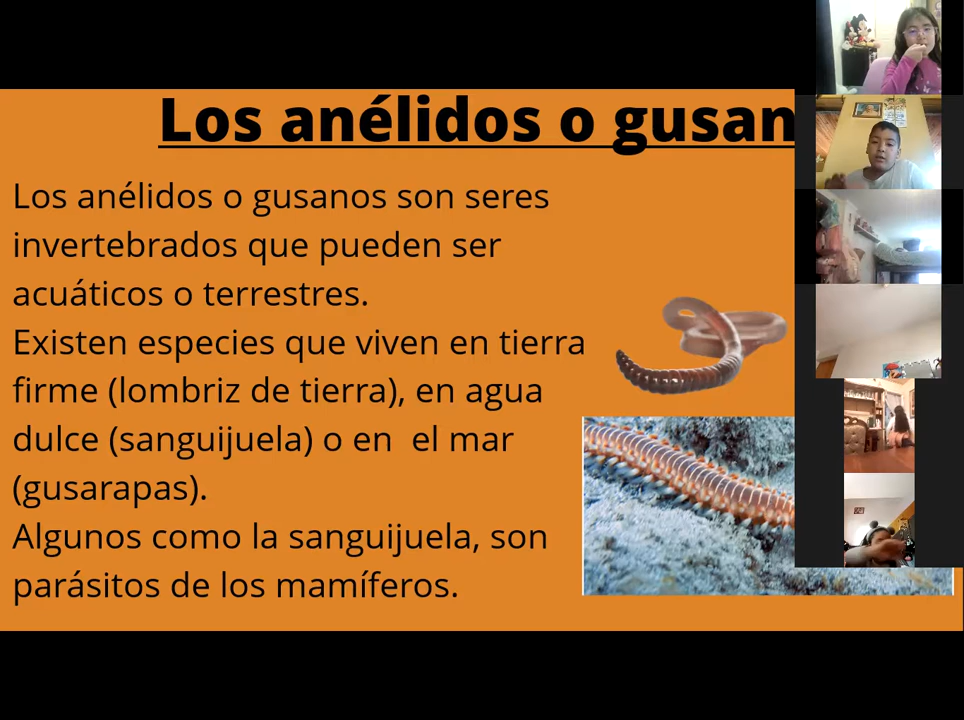 Los anélidos o gusan
Los anélidos o gusanos son seres
invertebrados que pueden ser
acuáticos o terrestres.
Existen especies que viven en tierra
firme (lombriz de tierra), en agua
dulce (sanguijuela) o en el mar
(gusarapas).
Algunos como la sanguijuela, son
parásitos de los mamíferos.